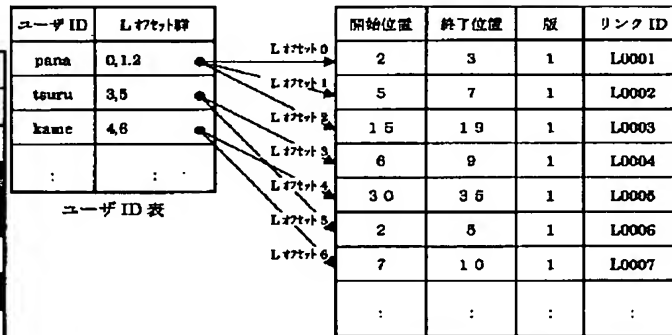 ユーザID Lオフセット群
pana 0,1.2
tsuru 3,5
kame 4,6
: :
ユーザID表
Lオフセット0
Lオフセット1
Lオフセット2
Lオフセット3
Lオフセット4
Lオフセット5
Lオフセット6
開始位置 終了位置 版 リンクID
2 3 1 L0001
5 7 1 L0002
15 19 1 L0003
6 9 1 L0004
30 35 1 L0005
2 5 1 L0006
7 10 1 L0007
: : : :